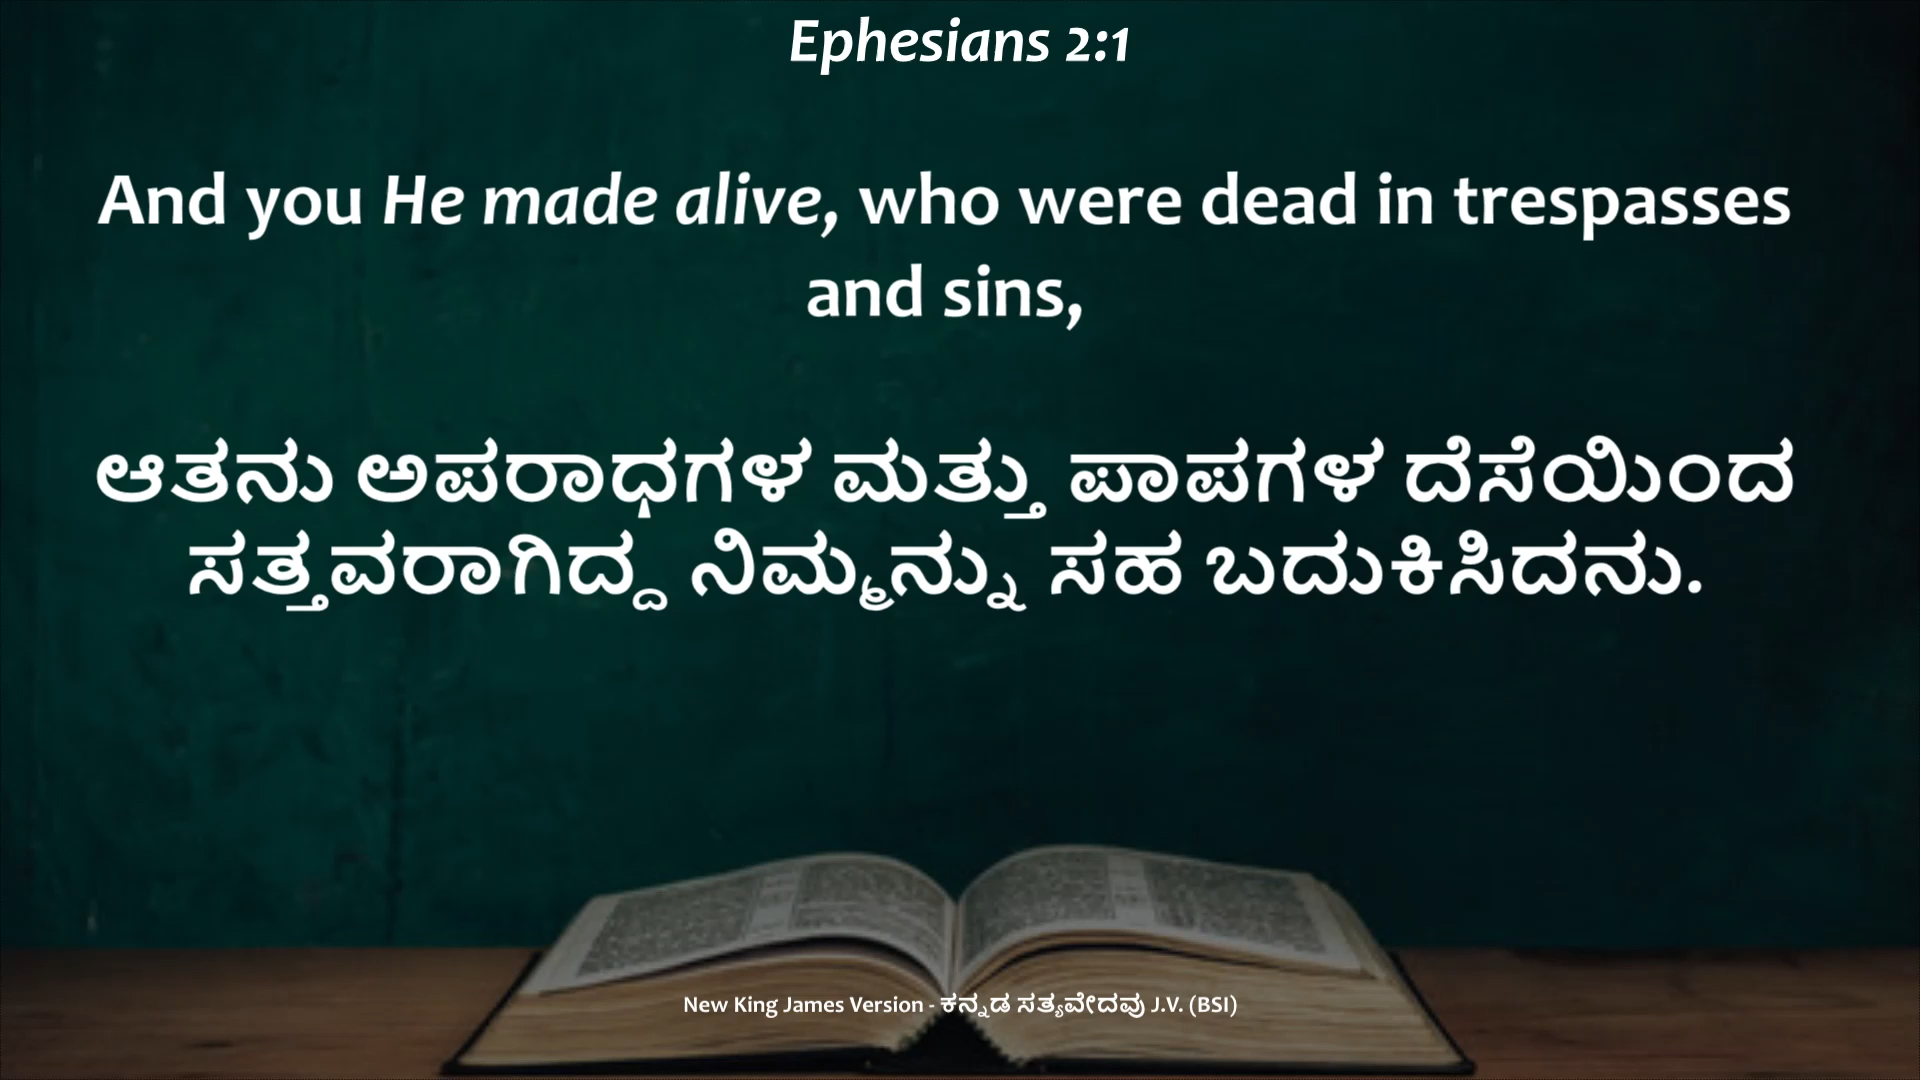 Ephesians 2:1
And you He made alive, who were dead in trespasses
and sins,
ಆತನು ಅಪರಾಧಗಳ ಮತ್ತು ಪಾಪಗಳ ದೆಸೆಯಿಂದ
ಸತ್ತವರಾಗಿದ್ದ ನಿಮ್ಮನ್ನು ಸಹ ಬದುಕಿಸಿದನು.
New King James Version - ಕನ್ನಡ ಸತ್ಯವೇದವು J.V. (BSI)